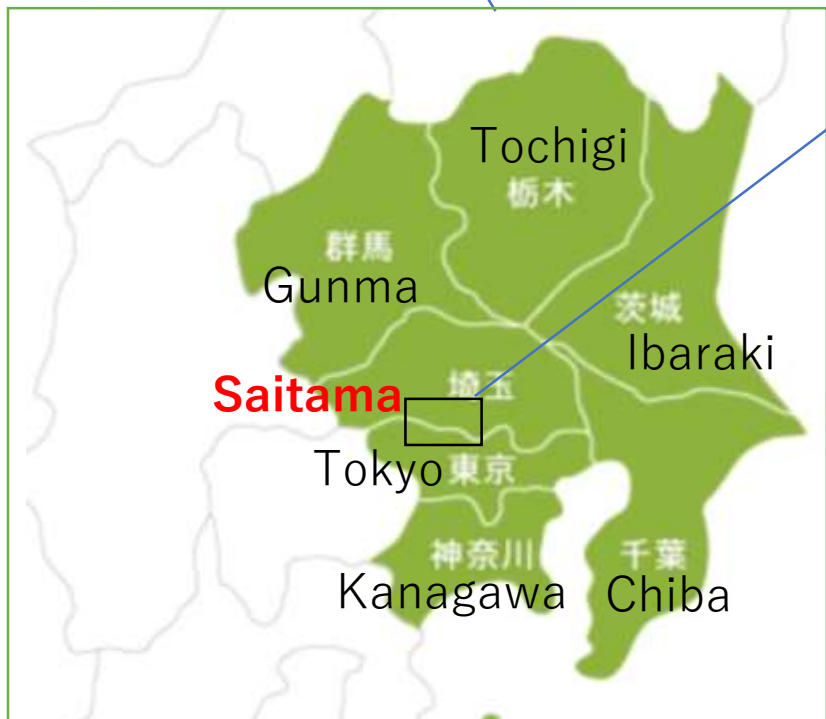 Tochigi
栃木
群馬
Gunma
茨城
Ibaraki
Saitama
埼玉
Tokyo
東京
神奈川
Kanagawa
千葉
Chiba